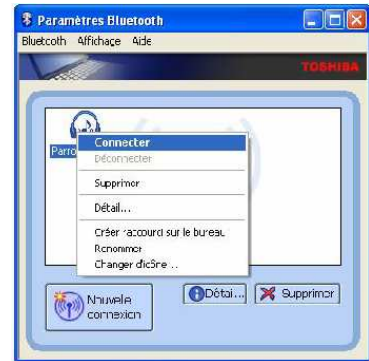 Paramètres Bluetooth
Bluetooth Affichage Aide
TOSHIBA
Parro
Connecter
Déconnecter
Supprimer
Détail...
Créer raccourci sur le bureau
Renommer
Changer d'icône ...
Nouvelle connexion
Détai...
Supprimer